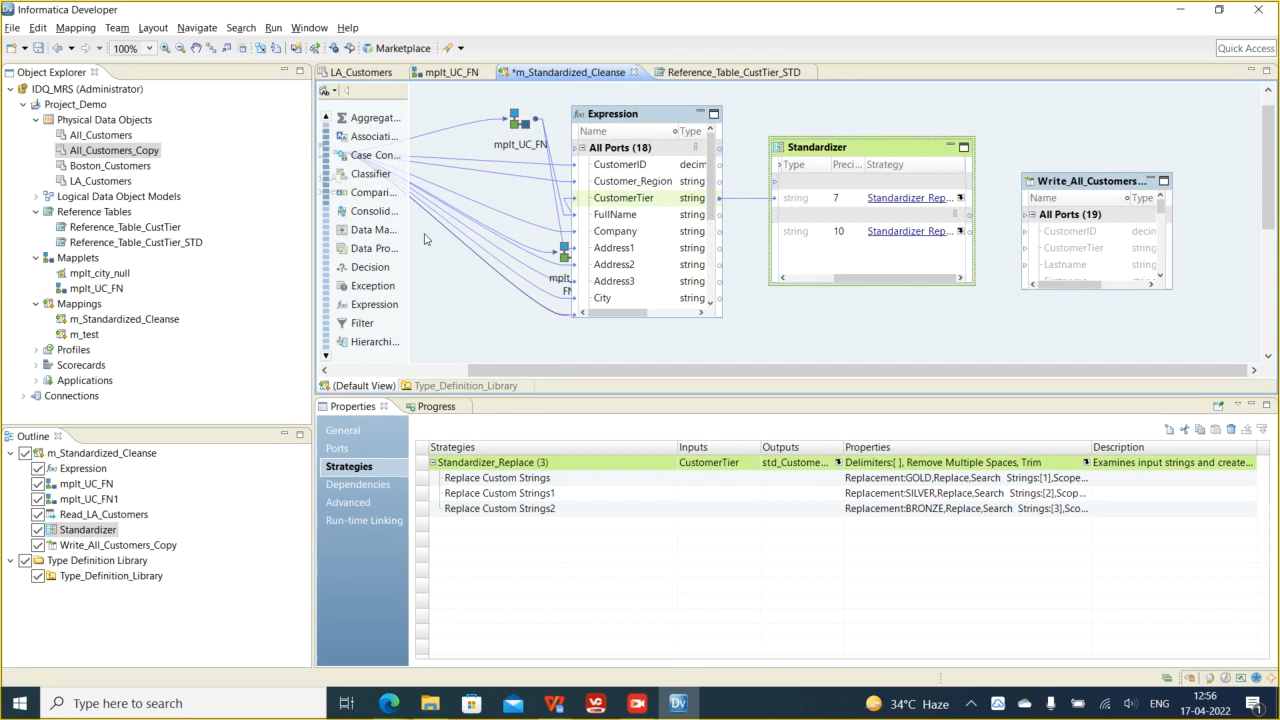 Informatica Developer
File Edit Mapping Team Layout Navigate Search Run Window Help
100% Marketplace Quick Access
Object Explorer
IDQ_MRS (Administrator)
Project_Demo
Physical Data Objects
All_Customers
All_Customers_Copy
Boston_Customers
LA_Customers
Logical Data Object Models
Reference Tables
Reference_Table_CustTier
Reference_Table_CustTier_STD
Mapplets
mplt_city_null
mplt_UC_FN
Mappings
m_Standardized_Cleanse
m_test
Profiles
Scorecards
Applications
Connections
Outline
m_Standardized_Cleanse
Expression
mplt_UC_FN
mplt_UC_FN1
Read_LA_Customers
Standardizer
Write_All_Customers_Copy
Type Definition Library
Type_Definition_Library
LA_Customers mplt_UC_FN *m_Standardized_Cleanse Reference_Table_CustTier_STD
Aggregat...
Associati...
Case Con...
Classifier
Compari...
Consolid...
Data Ma...
Data Pro...
Decision
Exception
Expression
Filter
Hierarchi...
mplt_UC_FN
mplt_
FN
Expression
Name Type
All Ports (18)
CustomerID decim
Customer_Region string
CustomerTier string
FullName string
Company string
Address1 string
Address2 string
Address3 string
City string
Standardizer
Type Preci... Strategy
string 7 Standardizer Rep...
string 10 Standardizer Rep...
Write_All_Customers...
Name Type
All Ports (19)
CustomerID decim
CustomerTier string
Lastname string
(Default View) Type_Definition_Library
Properties Progress
General
Ports
Strategies
Dependencies
Advanced
Run-time Linking
Strategies Inputs Outputs Properties Description
Standardizer_Replace (3) CustomerTier std_Custome... Delimiters:[ ], Remove Multiple Spaces, Trim Examines input strings and create...
Replace Custom Strings Replacement:GOLD,Replace,Search Strings:[1],Scope...
Replace Custom Strings1 Replacement:SILVER,Replace,Search Strings:[2],Scop...
Replace Custom Strings2 Replacement:BRONZE,Replace,Search Strings:[3],Sco...
Type here to search 34°C Haze ENG 12:56
17-04-2022